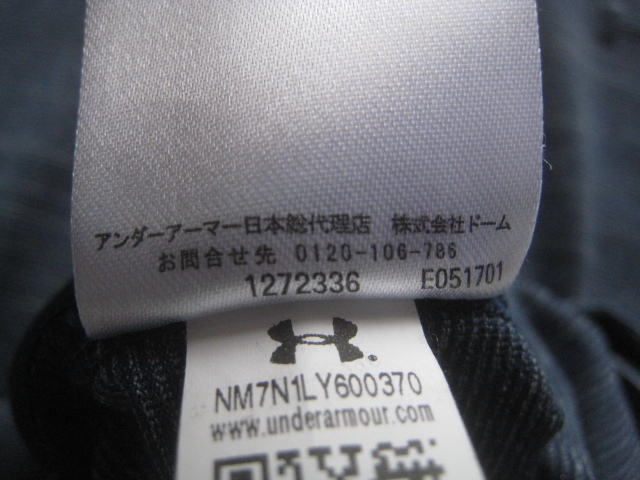 アンダーアーマー日本総代理店 株式会社ドーム
お問合せ先 0120-106-786
1272336 E051701
NM7N1LY600370
www.underarmour.com